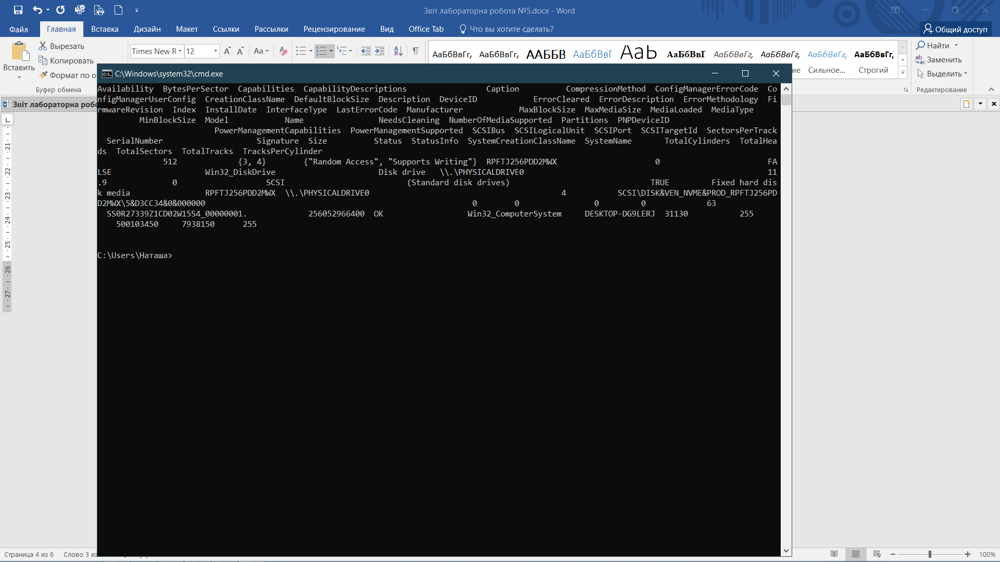 Звіт лабораторна робота №5.docx - Word
Файл Главная Вставка Дизайн Макет Ссылки Рассылки Рецензирование Вид Office Tab Что вы хотите сделать? Общий доступ
Вставить
Вырезать
Копировать
Формат по о
Буфер обмена
Times New R 12 Aa
АаБбВвГг, АаБбВвГг, ААББВ АаБбВвГ АаЬ АаБбВвГ АаБбВвГг, АаБбВвГг, АаБбВвГг, АаБбВвГг,
ие Сильное... Строгий
Найти
Заменить
Выделить
Редактирование
Звіт лабораторна робо
C:\Windows\system32\cmd.exe
Availability  BytesPerSector  Capabilities  CapabilityDescriptions                 Caption          CompressionMethod  ConfigManagerErrorCode  Co
nfigManagerUserConfig  CreationClassName  DefaultBlockSize  Description  DeviceID            ErrorCleared  ErrorDescription  ErrorMethodology  Fi
rmwareRevision  Index  InstallDate  InterfaceType  LastErrorCode  Manufacturer            MaxBlockSize  MaxMediaSize  MediaLoaded  MediaType
MinBlockSize  Model            Name                NeedsCleaning  NumberOfMediaSupported  Partitions  PNPDeviceID
PowerManagementCapabilities  PowerManagementSupported  SCSIBus  SCSILogicalUnit  SCSIPort  SCSITargetId  SectorsPerTrack
SerialNumber                    Signature  Size          Status  StatusInfo  SystemCreationClassName  SystemName       TotalCylinders  TotalHea
ds  TotalSectors  TotalTracks  TracksPerCylinder
512             {3, 4}        {"Random Access", "Supports Writing"}  RPFTJ256PDD2MWX                     0                       FA
LSE                    Win32_DiskDrive                      Disk drive   \\.\PHYSICALDRIVE0                                                    11
.9              0                   SCSI                          (Standard disk drives)                              TRUE         Fixed hard dis
k media                RPFTJ256PDD2MWX  \\.\PHYSICALDRIVE0                                         4           SCSI\DISK&VEN_NVME&PROD_RPFTJ256PD
D2MWX\5&D3CC34&0&000000                                                         0        0                0         0             63
SS0R27339Z1CD02W15S4_00000001.             256052966400  OK                  Win32_ComputerSystem     DESKTOP-DG9LERJ  31130           255
500103450     7938150      255
C:\Users\Наташа>
21
22
23
24
25
26
27
Страница 4 из 6 Слово 3 из 100%